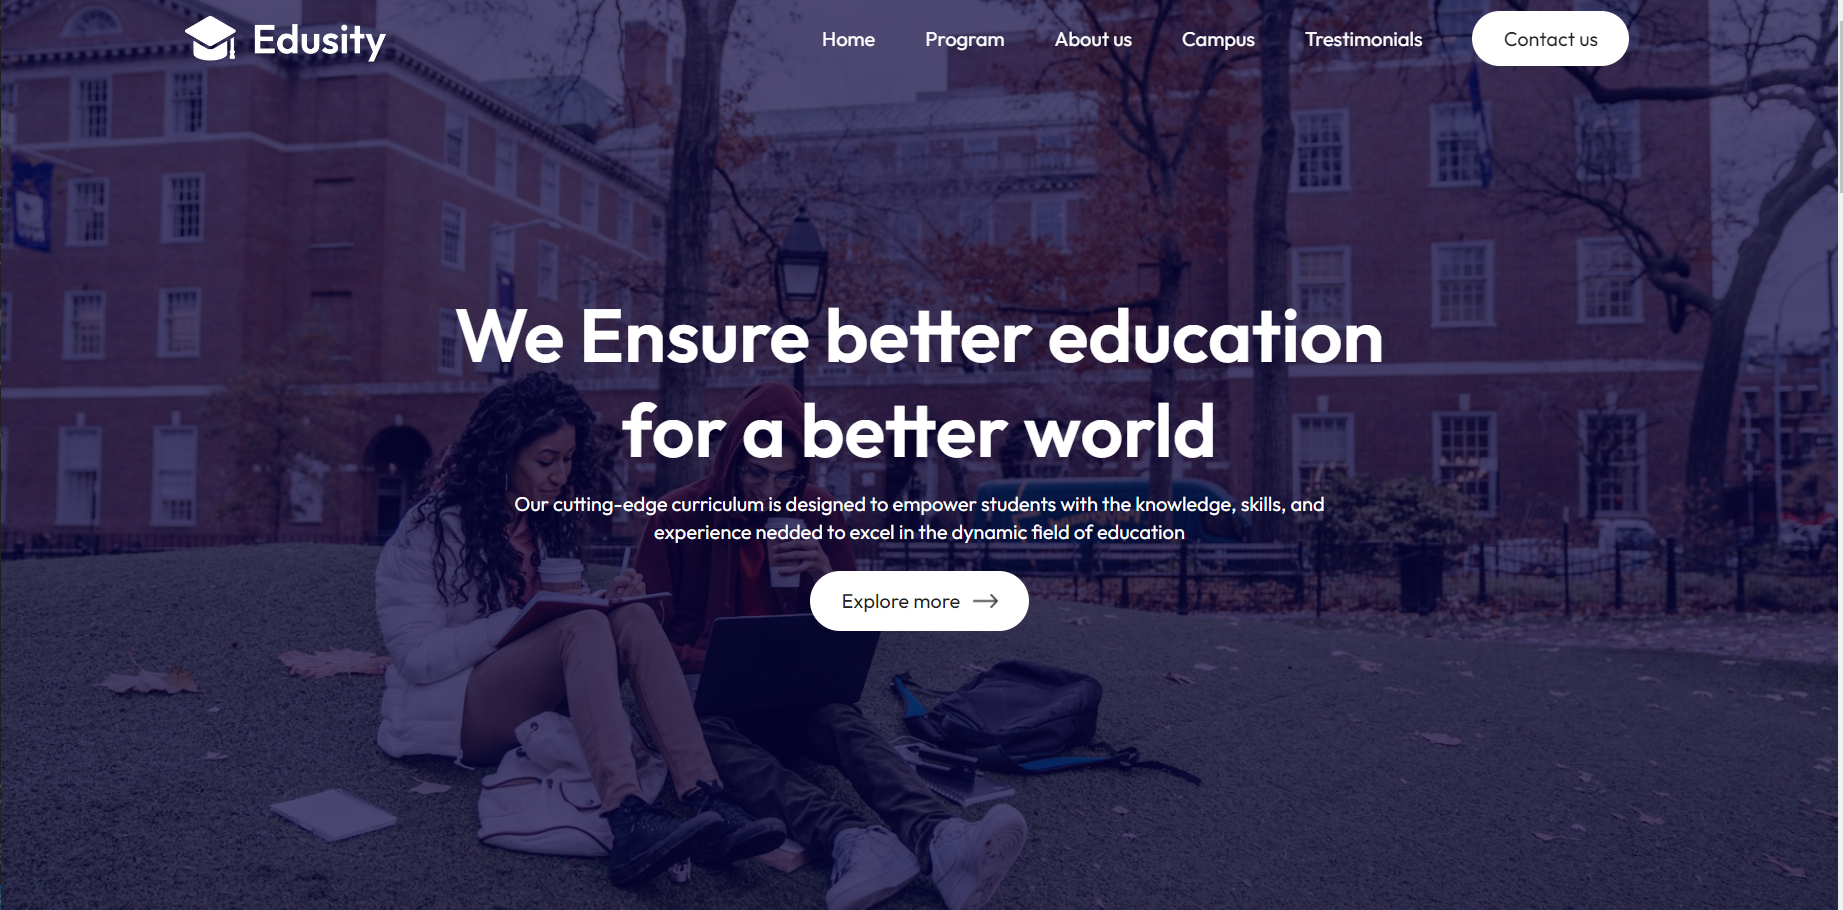 Edusity
Home Program About us Campus Trestimonials Contact us
We Ensure better education
for a better world
Our cutting-edge curriculum is designed to empower students with the knowledge, skills, and
experience nedded to excel in the dynamic field of education
Explore more